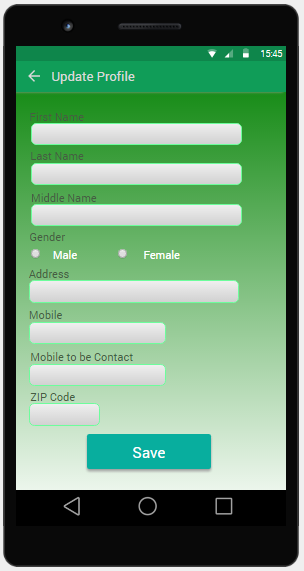 15:45
Update Profile
First Name
Last Name
Middle Name
Gender
Male Female
Address
Mobile
Mobile to be Contact
ZIP Code
Save